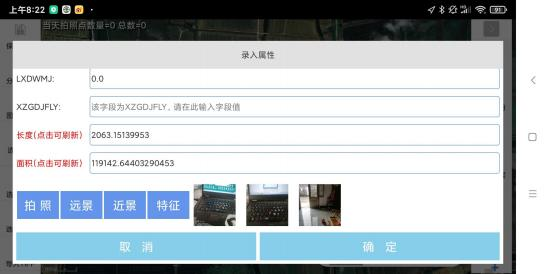 上午8:22
91
当天拍照点数量=0 总数=0
录入属性
LXDWMJ: 0.0
XZGDJFLY: 该字段为XZGDJFLY, 请在此输入字段值
长度(点击可刷新) 2063.15139953
面积(点击可刷新) 119142.64403290453
拍 照 远景 近景 特征
取 消 确 定